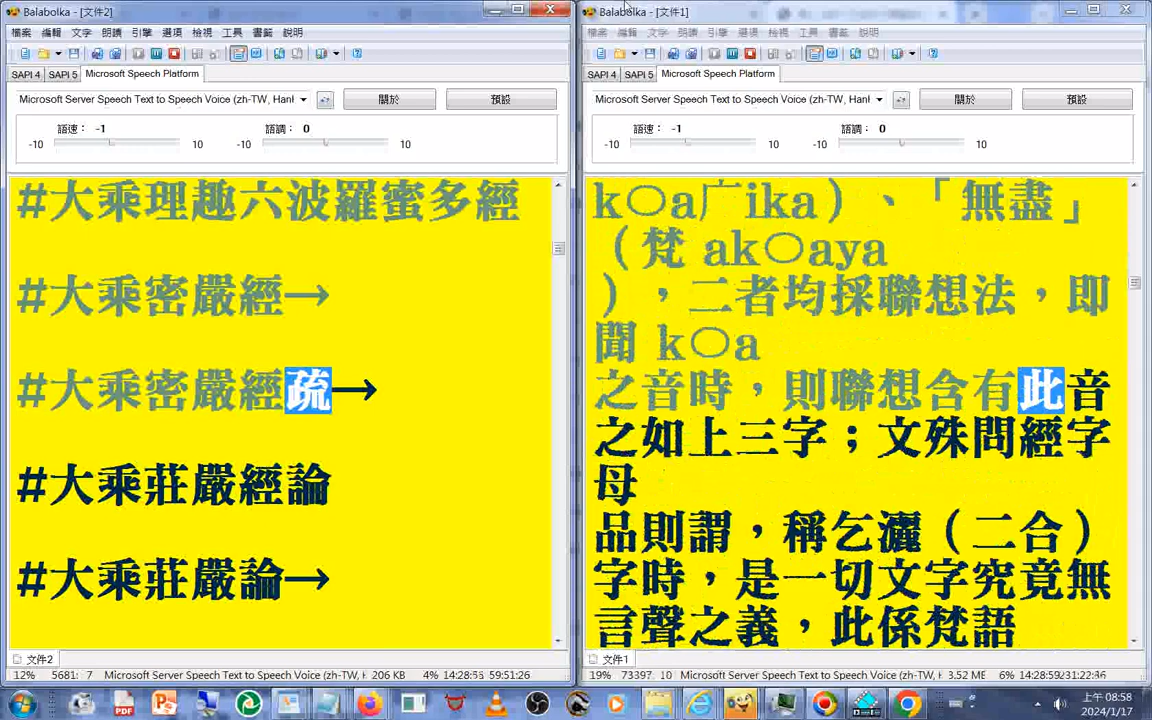 Balabolka - [文件2]
檔案 編輯 文字 朗讀 引擎 選項 檢視 工具 書籤 說明
SAPI 4 SAPI 5 Microsoft Speech Platform
Microsoft Server Speech Text to Speech Voice (zh-TW, HanH
關於 預設
語速： -1 語調： 0
-10 10 -10 10
#大乘理趣六波羅蜜多經
#大乘密嚴經→
#大乘密嚴經疏→
#大乘莊嚴經論
#大乘莊嚴論→
文件2
12% 5681: 7 Microsoft Server Speech Text to Speech Voice (zh-TW, H 206 KB 4% 14:28:55 59:51:26
Balabolka - [文件1]
檔案 編輯 文字 朗讀 引擎 選項 檢視 工具 書籤 說明
SAPI 4 SAPI 5 Microsoft Speech Platform
Microsoft Server Speech Text to Speech Voice (zh-TW, HanH
關於 預設
語速： -1 語調： 0
-10 10 -10 10
k○a广ika）、「無盡」
（梵 ak○aya
），二者均採聯想法，即
聞 k○a
之音時，則聯想含有此音
之如上三字；文殊問經字
母
品則謂，稱乞灑（二合）
字時，是一切文字究竟無
言聲之義，此係梵語
文件1
19% 73397: 10 Microsoft Server Speech Text to Speech Voice (zh-TW, H 3.52 MB 6% 14:28:59
上午 08:58
2024/1/17